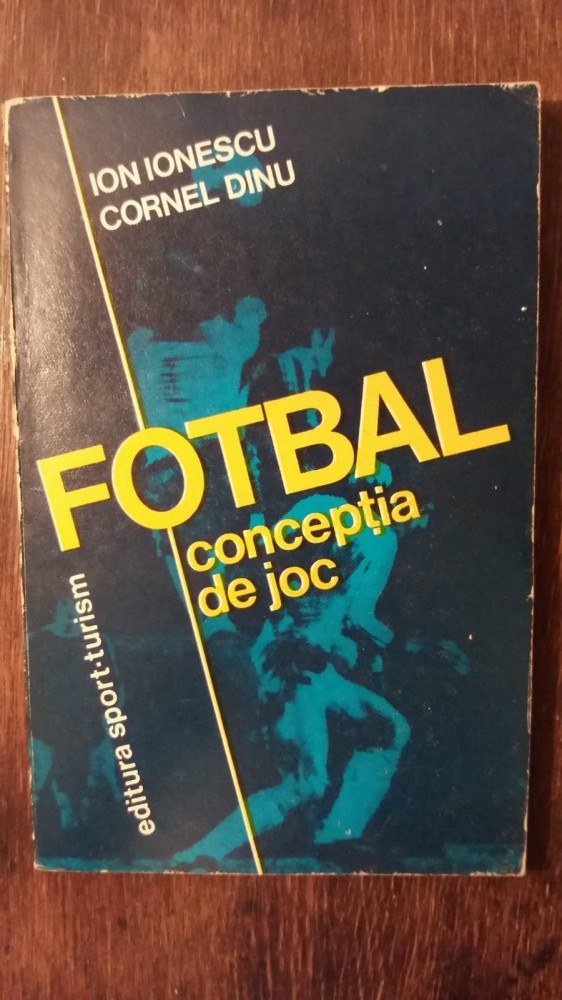 ION IONESCU
CORNEL DINU
FOTBAL
concepția
de joc
editura sport·turism